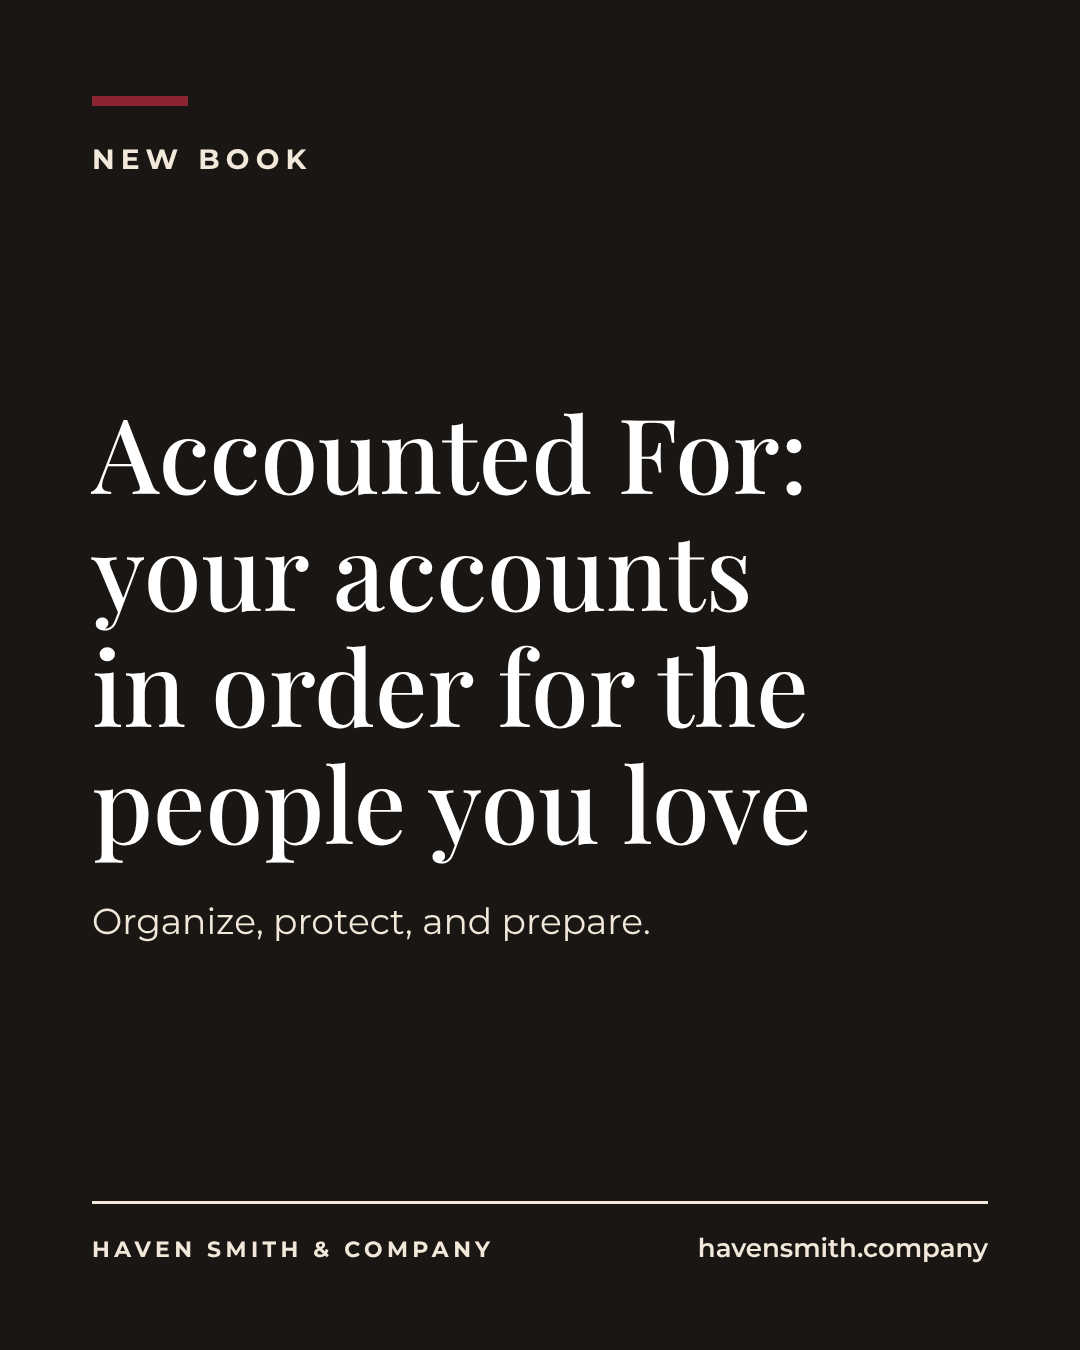 NEW BOOK
Accounted For:
your accounts
in order for the
people you love
Organize, protect, and prepare.
HAVEN SMITH & COMPANY
havensmith.company